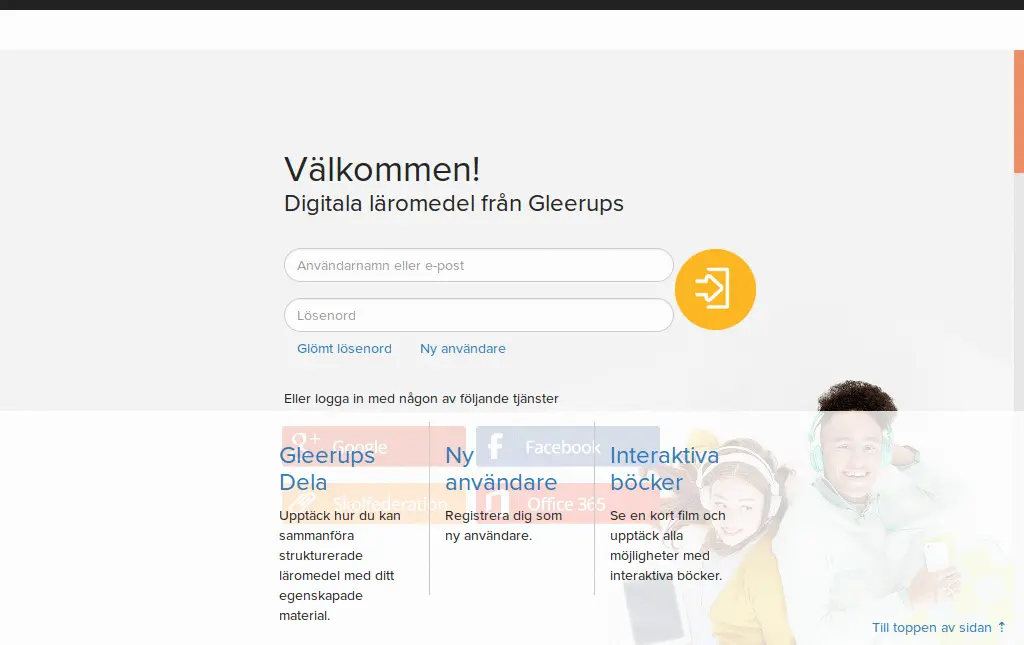 Välkommen!
Digitala läromedel från Gleerups
Användarnamn eller e-post
Lösenord
Glömt lösenord
Ny användare
Eller logga in med någon av följande tjänster
Google
Facebook
Skolfederation
Office 365
Gleerups
Dela
Upptäck hur du kan
sammanföra
strukturerade
läromedel med ditt
egenskapade
material.
Ny
användare
Registrera dig som
ny användare.
Interaktiva
böcker
Se en kort film och
upptäck alla
möjligheter med
interaktiva böcker.
Till toppen av sidan ⇡